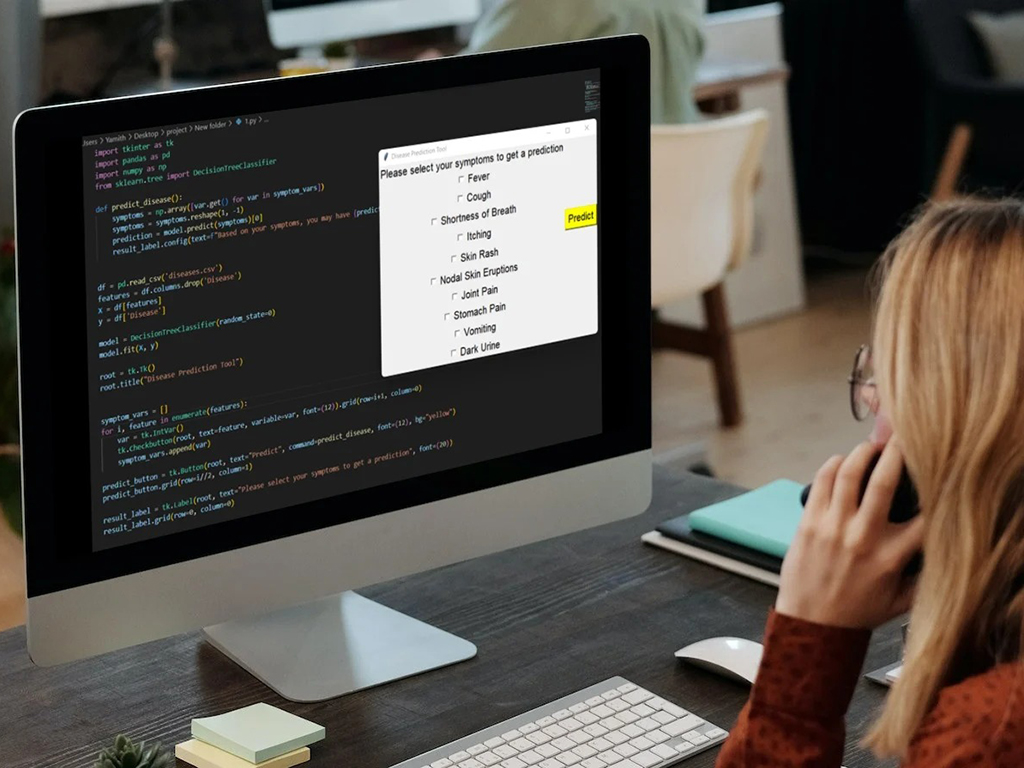 Jsers > Yamith > Desktop > project > New folder > 1.py > ...
import tkinter as tk
import pandas as pd
import numpy as np
from sklearn.tree import DecisionTreeClassifier
def predict_disease():
symptoms = np.array([var.get() for var in symptom_vars])
symptoms = symptoms.reshape(1, -1)
prediction = model.predict(symptoms)[0]
result_label.config(text=f"Based on your symptoms, you may have {predic
df = pd.read_csv('diseases.csv')
features = df.columns.drop('Disease')
X = df[features]
y = df['Disease']
model = DecisionTreeClassifier(random_state=0)
model.fit(X, y)
root = tk.Tk()
root.title("Disease Prediction Tool")
symptom_vars = []
for i, feature in enumerate(features):
var = tk.IntVar()
tk.Checkbutton(root, text=feature, variable=var, font=(12)).grid(row=i+1, column=0)
symptom_vars.append(var)
predict_button = tk.Button(root, text="Predict", command=predict_disease, font=(12), bg="yellow")
predict_button.grid(row=i//2, column=1)
result_label = tk.Label(root, text="Please select your symptoms to get a prediction", font=(20))
result_label.grid(row=0, column=0)
Disease Prediction Tool
Please select your symptoms to get a prediction
Fever
Cough
Shortness of Breath
Predict
Itching
Skin Rash
Nodal Skin Eruptions
Joint Pain
Stomach Pain
Vomiting
Dark Urine